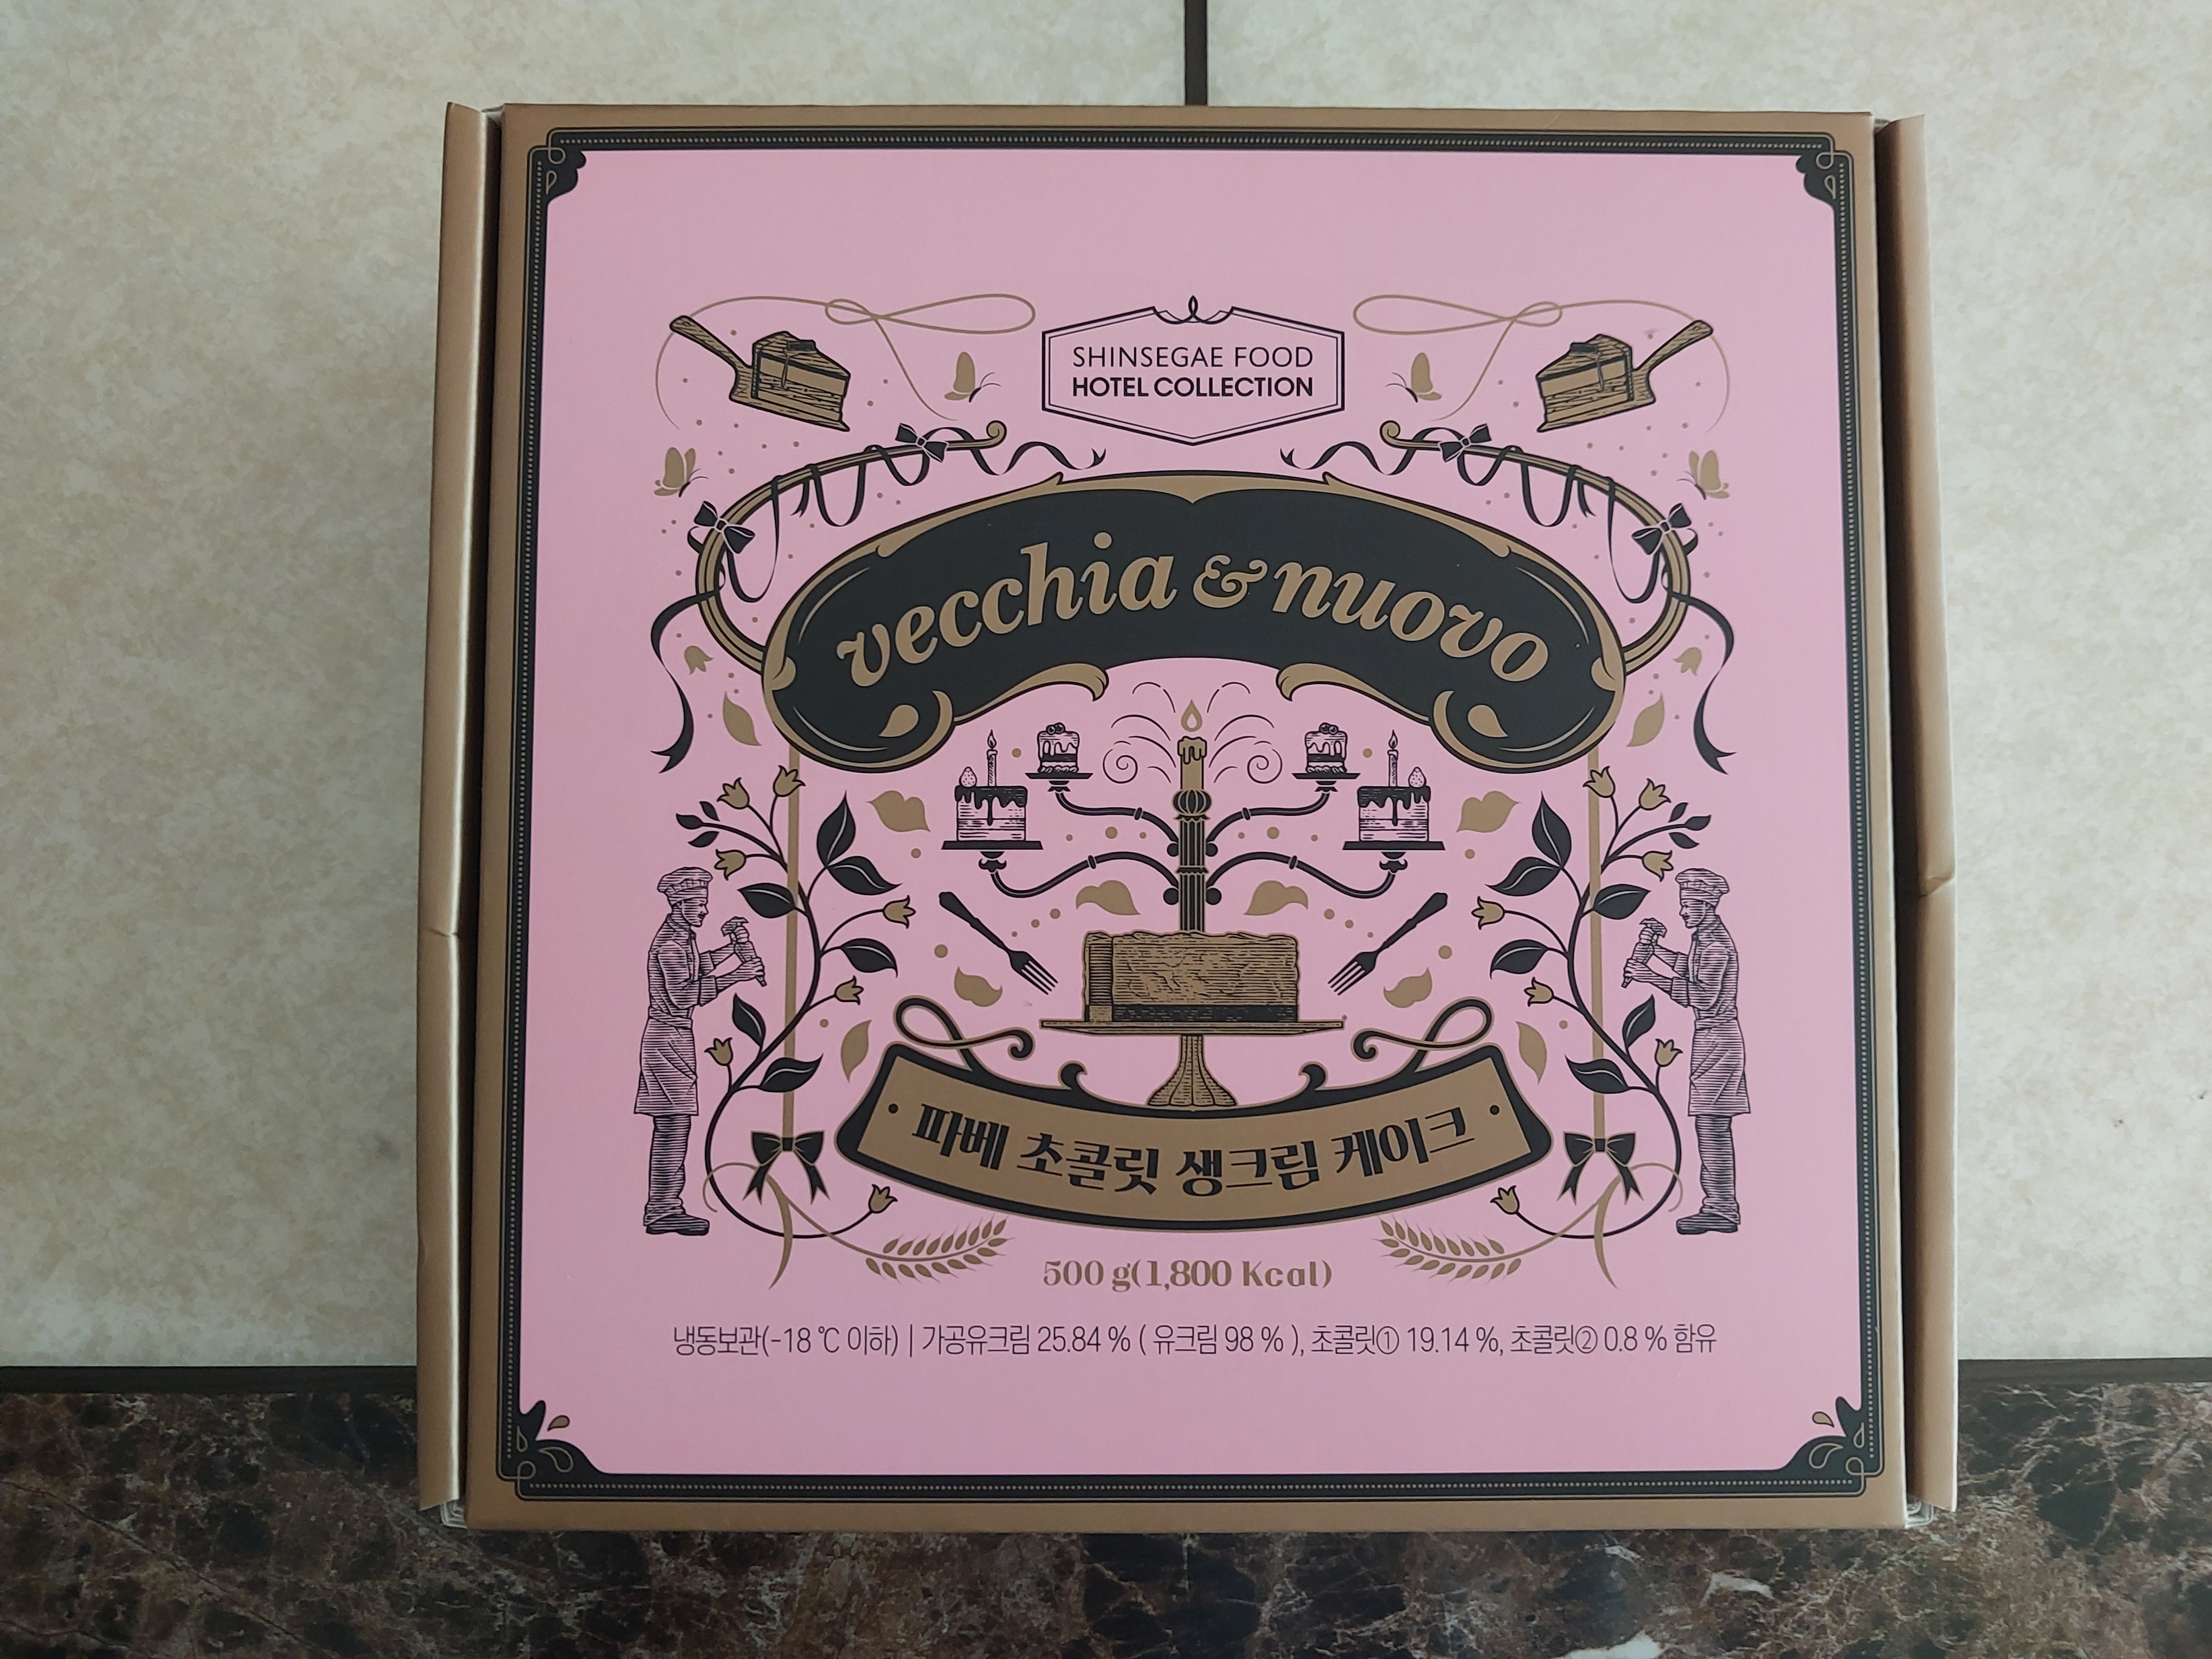 SHINSEGAE FOOD
HOTEL COLLECTION
vecchia & nuovo
파베 초콜릿 생크림 케이크
500 g(1,800 Kcal)
냉동보관(-18 ℃ 이하) | 가공유크림 25.84 % ( 유크림 98 % ), 초콜릿① 19.14 %, 초콜릿② 0.8 % 함유